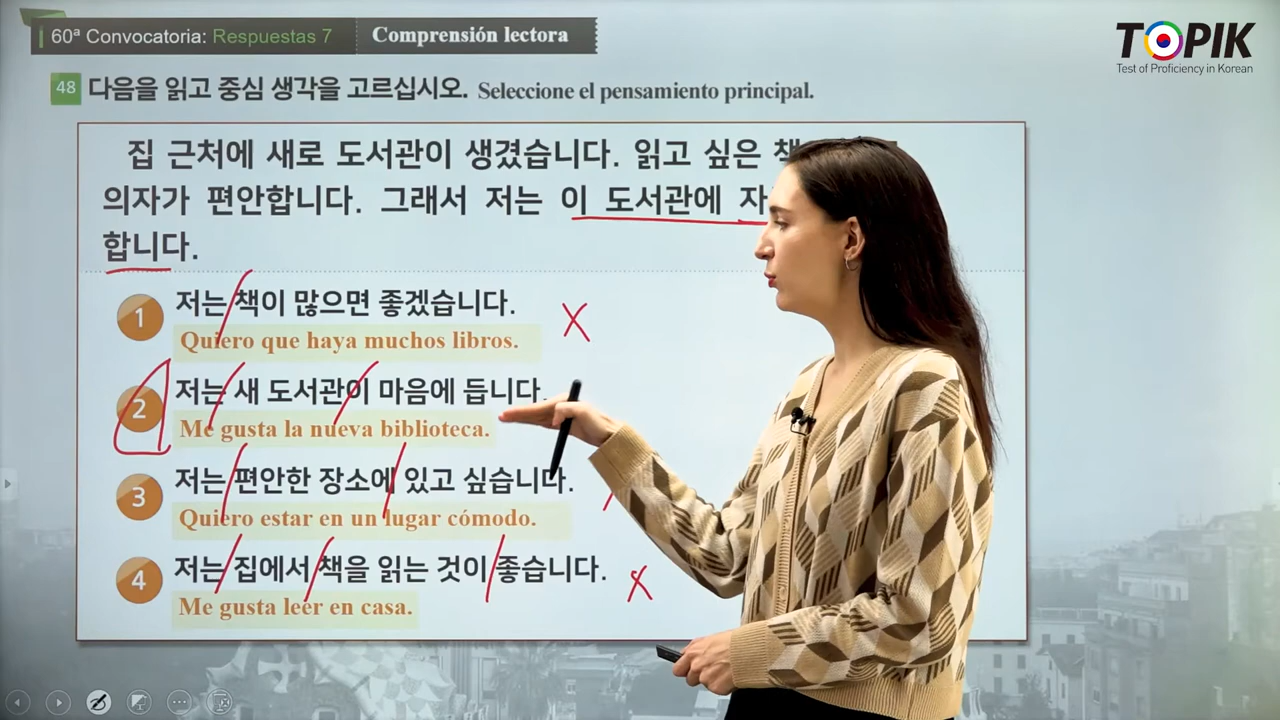 60ª Convocatoria: Respuestas 7
Comprensión lectora
TOPIK
Test of Proficiency in Korean
48 다음을 읽고 중심 생각을 고르십시오. Seleccione el pensamiento principal.
집 근처에 새로 도서관이 생겼습니다. 읽고 싶은
의자가 편안합니다. 그래서 저는 이 도서관에
합니다.
1 저는 책이 많으면 좋겠습니다.
Quiero que haya muchos libros.
2 저는 새 도서관이 마음에 듭니다.
Me gusta la nueva biblioteca.
3 저는 편안한 장소에 있고 싶습니다.
Quiero estar en un lugar cómodo.
4 저는 집에서 책을 읽는 것이 좋습니다.
Me gusta leer en casa.